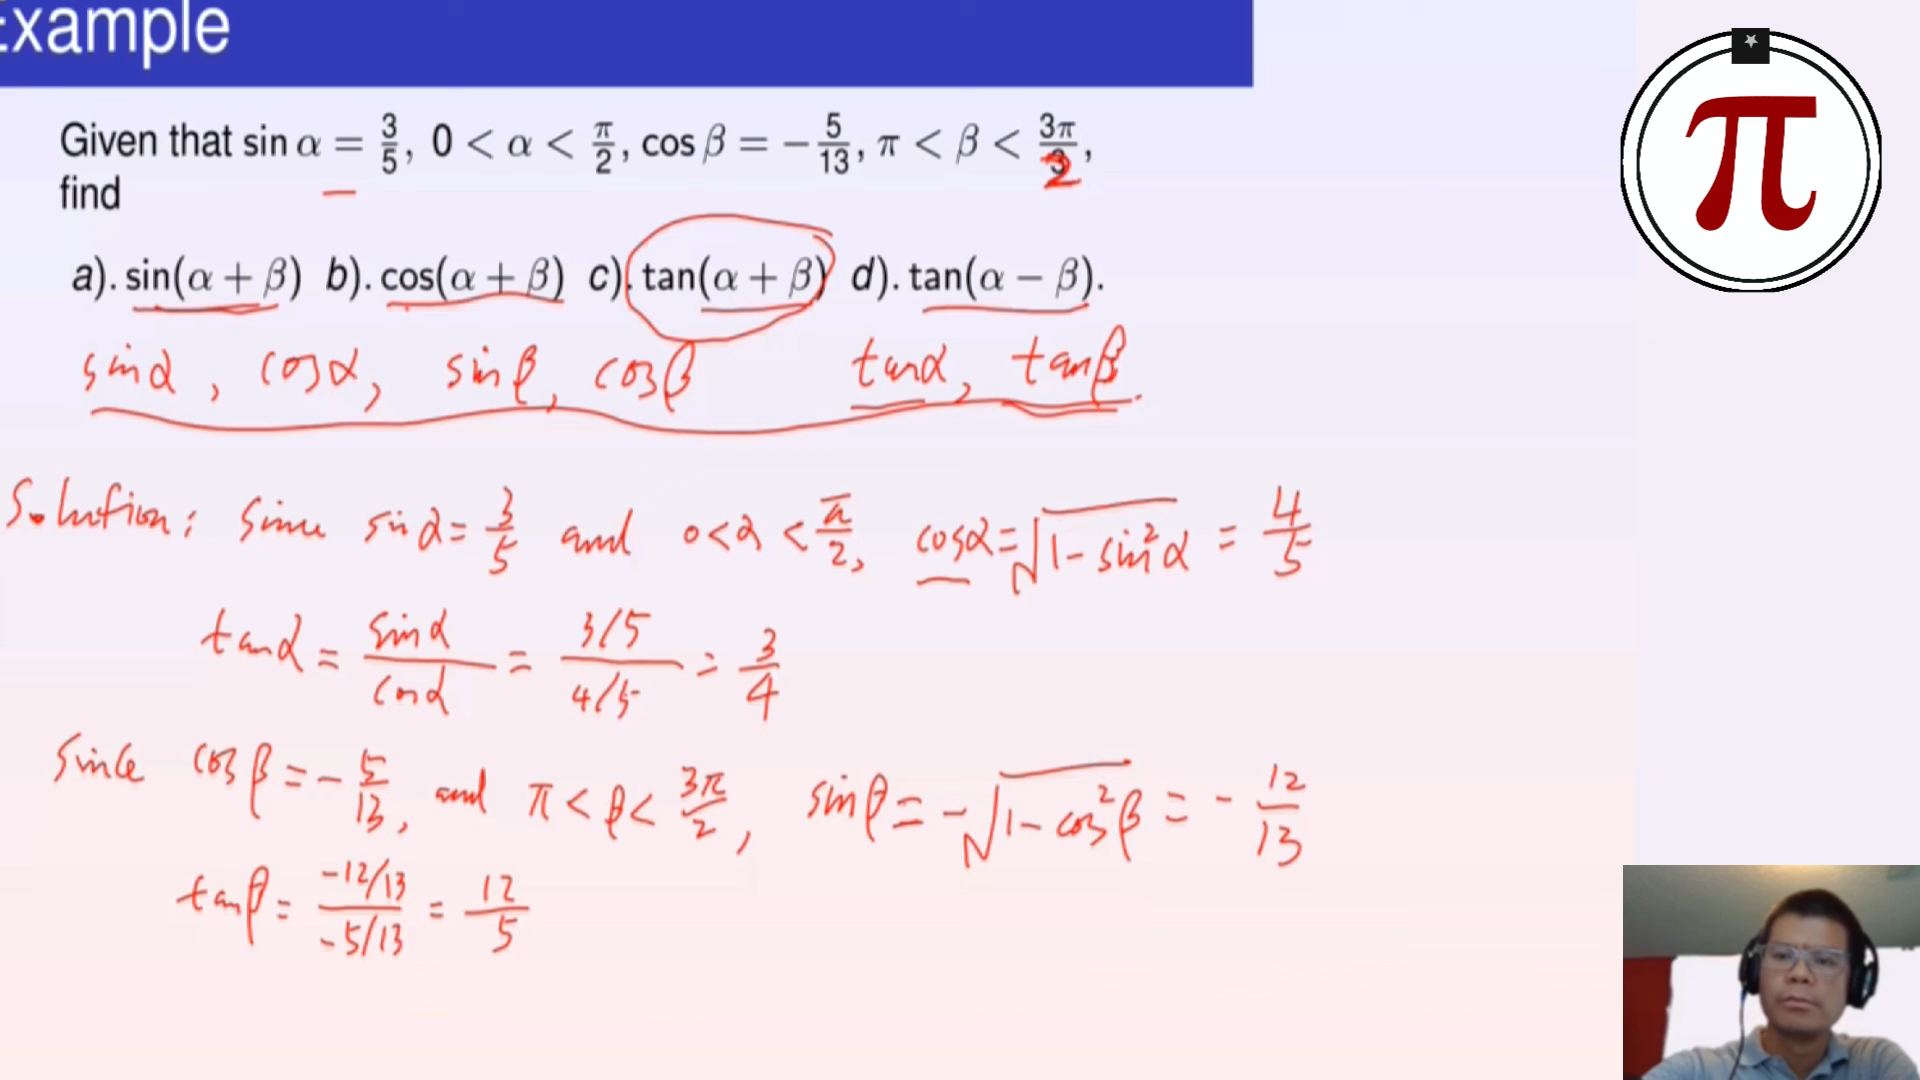 Example
Given that sin α = 3/5, 0 < α < π/2, cos β = −5/13, π < β < 3π/2,
find
a). sin(α + β) b). cos(α + β) c). tan(α + β) d). tan(α − β).
sinα, cosα, sinβ, cosβ tanα, tanβ.
Solution: Since sinα = 3/5 and 0<α<π/2, cosα = √(1-sin²α) = 4/5
tanα = sinα/cosα = (3/5)/(4/5) = 3/4
Since cosβ = -5/13, and π<β<3π/2, sinβ = -√(1-cos²β) = -12/13
tanβ = (-12/13)/(-5/13) = 12/5
π